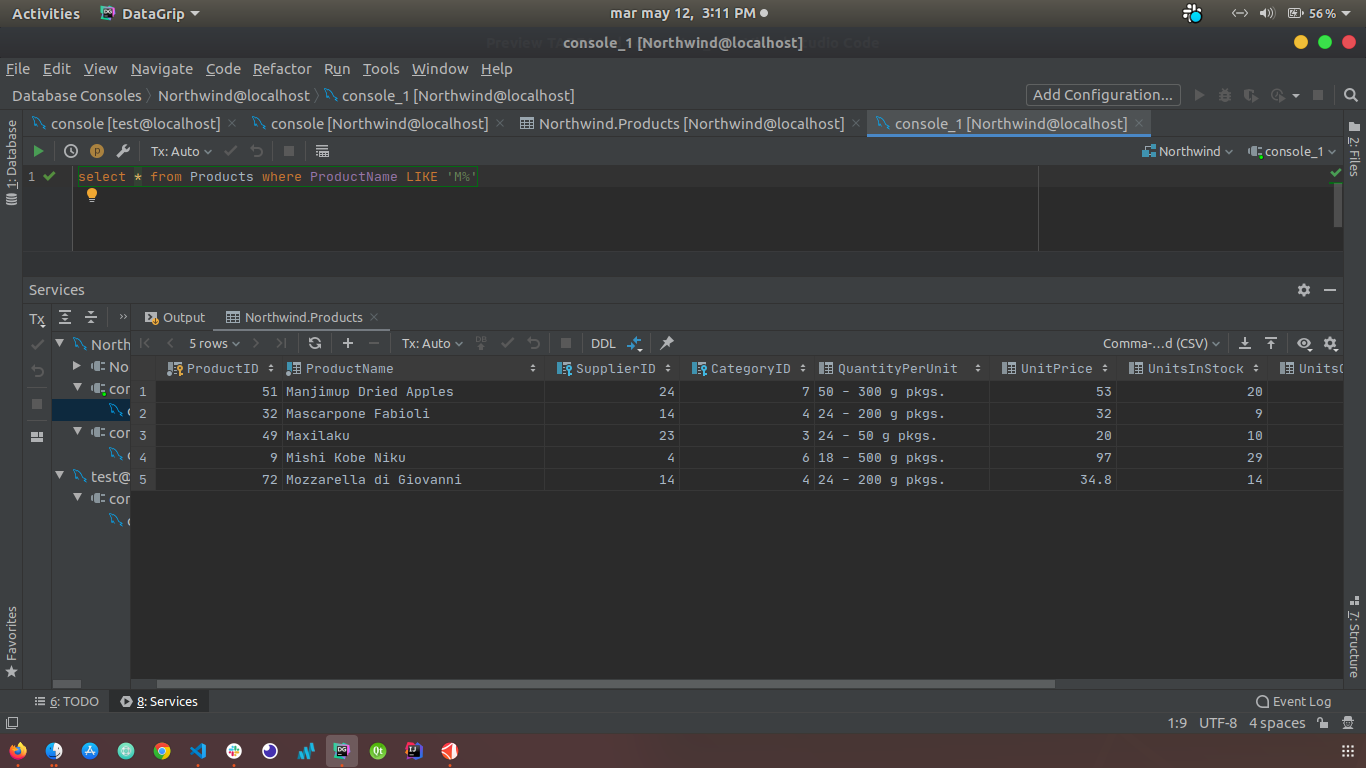 Activities DataGrip mar may 12, 3:11 PM 56%
console_1 [Northwind@localhost]
File Edit View Navigate Code Refactor Run Tools Window Help
Database Consoles Northwind@localhost console_1 [Northwind@localhost] Add Configuration...
console [test@localhost] console [Northwind@localhost] Northwind.Products [Northwind@localhost] console_1 [Northwind@localhost]
1: Database
2: Files
Tx: Auto Northwind console_1
1 select * from Products where ProductName LIKE 'M%'
Services
Tx Output Northwind.Products
North 5 rows Tx: Auto DB DDL Comma-...d (CSV)
No ProductID ProductName SupplierID CategoryID QuantityPerUnit UnitPrice UnitsInStock
con
1 51 Manjimup Dried Apples 24 7 50 - 300 g pkgs. 53 20
2 32 Mascarpone Fabioli 14 4 24 - 200 g pkgs. 32 9
3 49 Maxilaku 23 3 24 - 50 g pkgs. 20 10
4 9 Mishi Kobe Niku 4 6 18 - 500 g pkgs. 97 29
5 72 Mozzarella di Giovanni 14 4 24 - 200 g pkgs. 34.8 14
con
test@
con
Favorites
7: Structure
6: TODO 8: Services Event Log
1:9 UTF-8 4 spaces